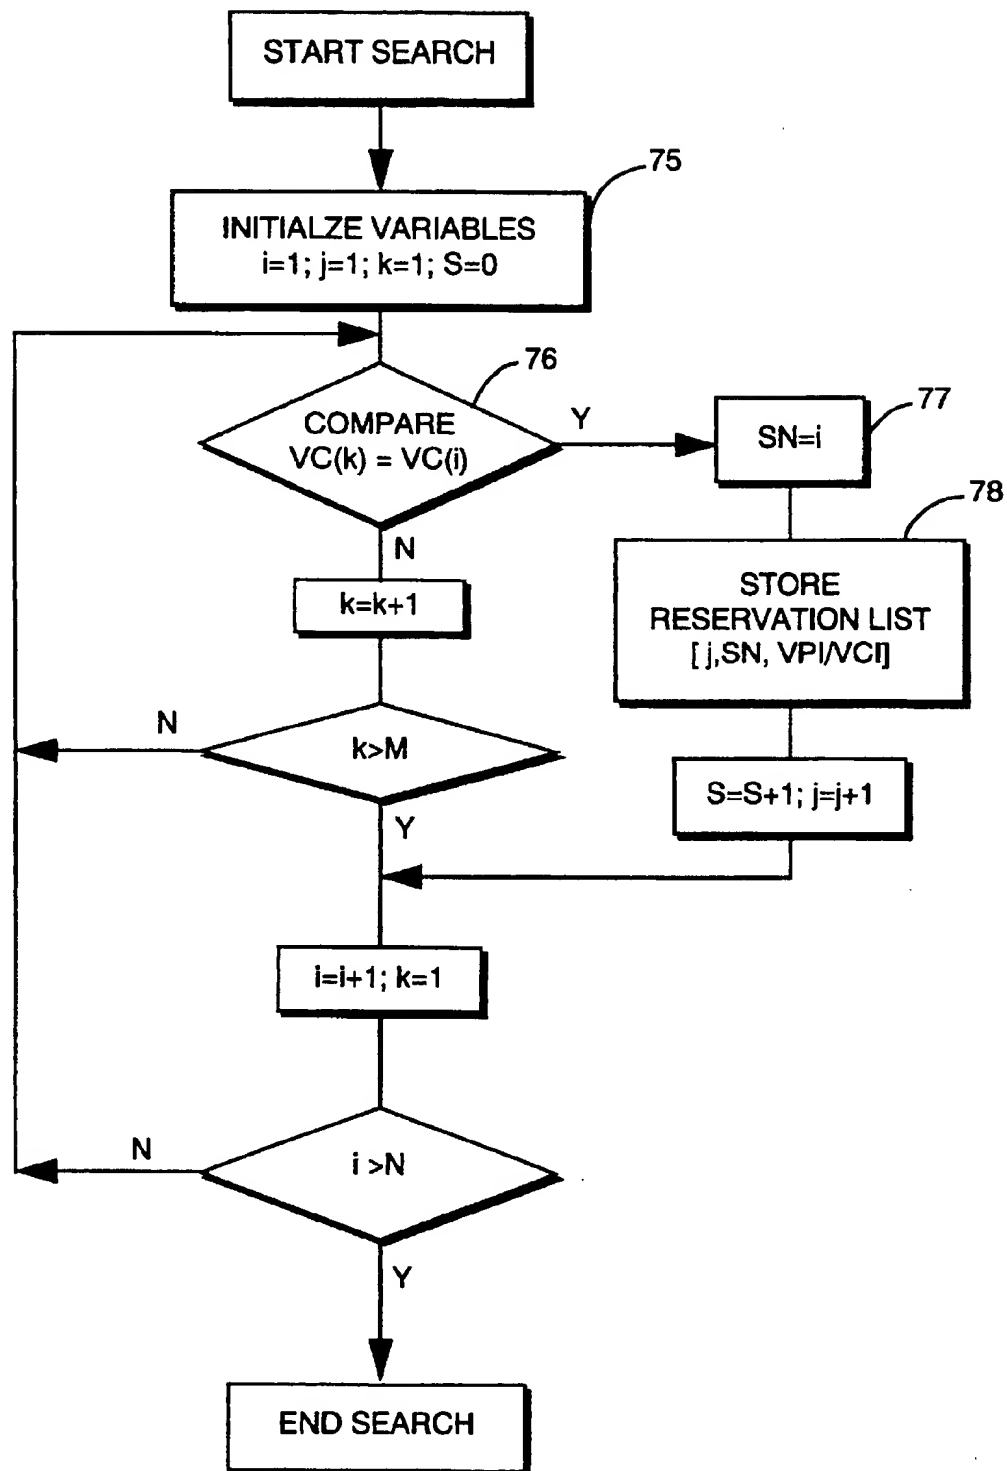 START SEARCH
75
INITIALZE VARIABLES
i=1; j=1; k=1; S=0
76
COMPARE
VC(k) = VC(i)
Y
77
SN=i
N
78
STORE
RESERVATION LIST
[ j,SN, VPI/VCI]
k=k+1
N
k>M
S=S+1; j=j+1
Y
i=i+1; k=1
N
i >N
Y
END SEARCH